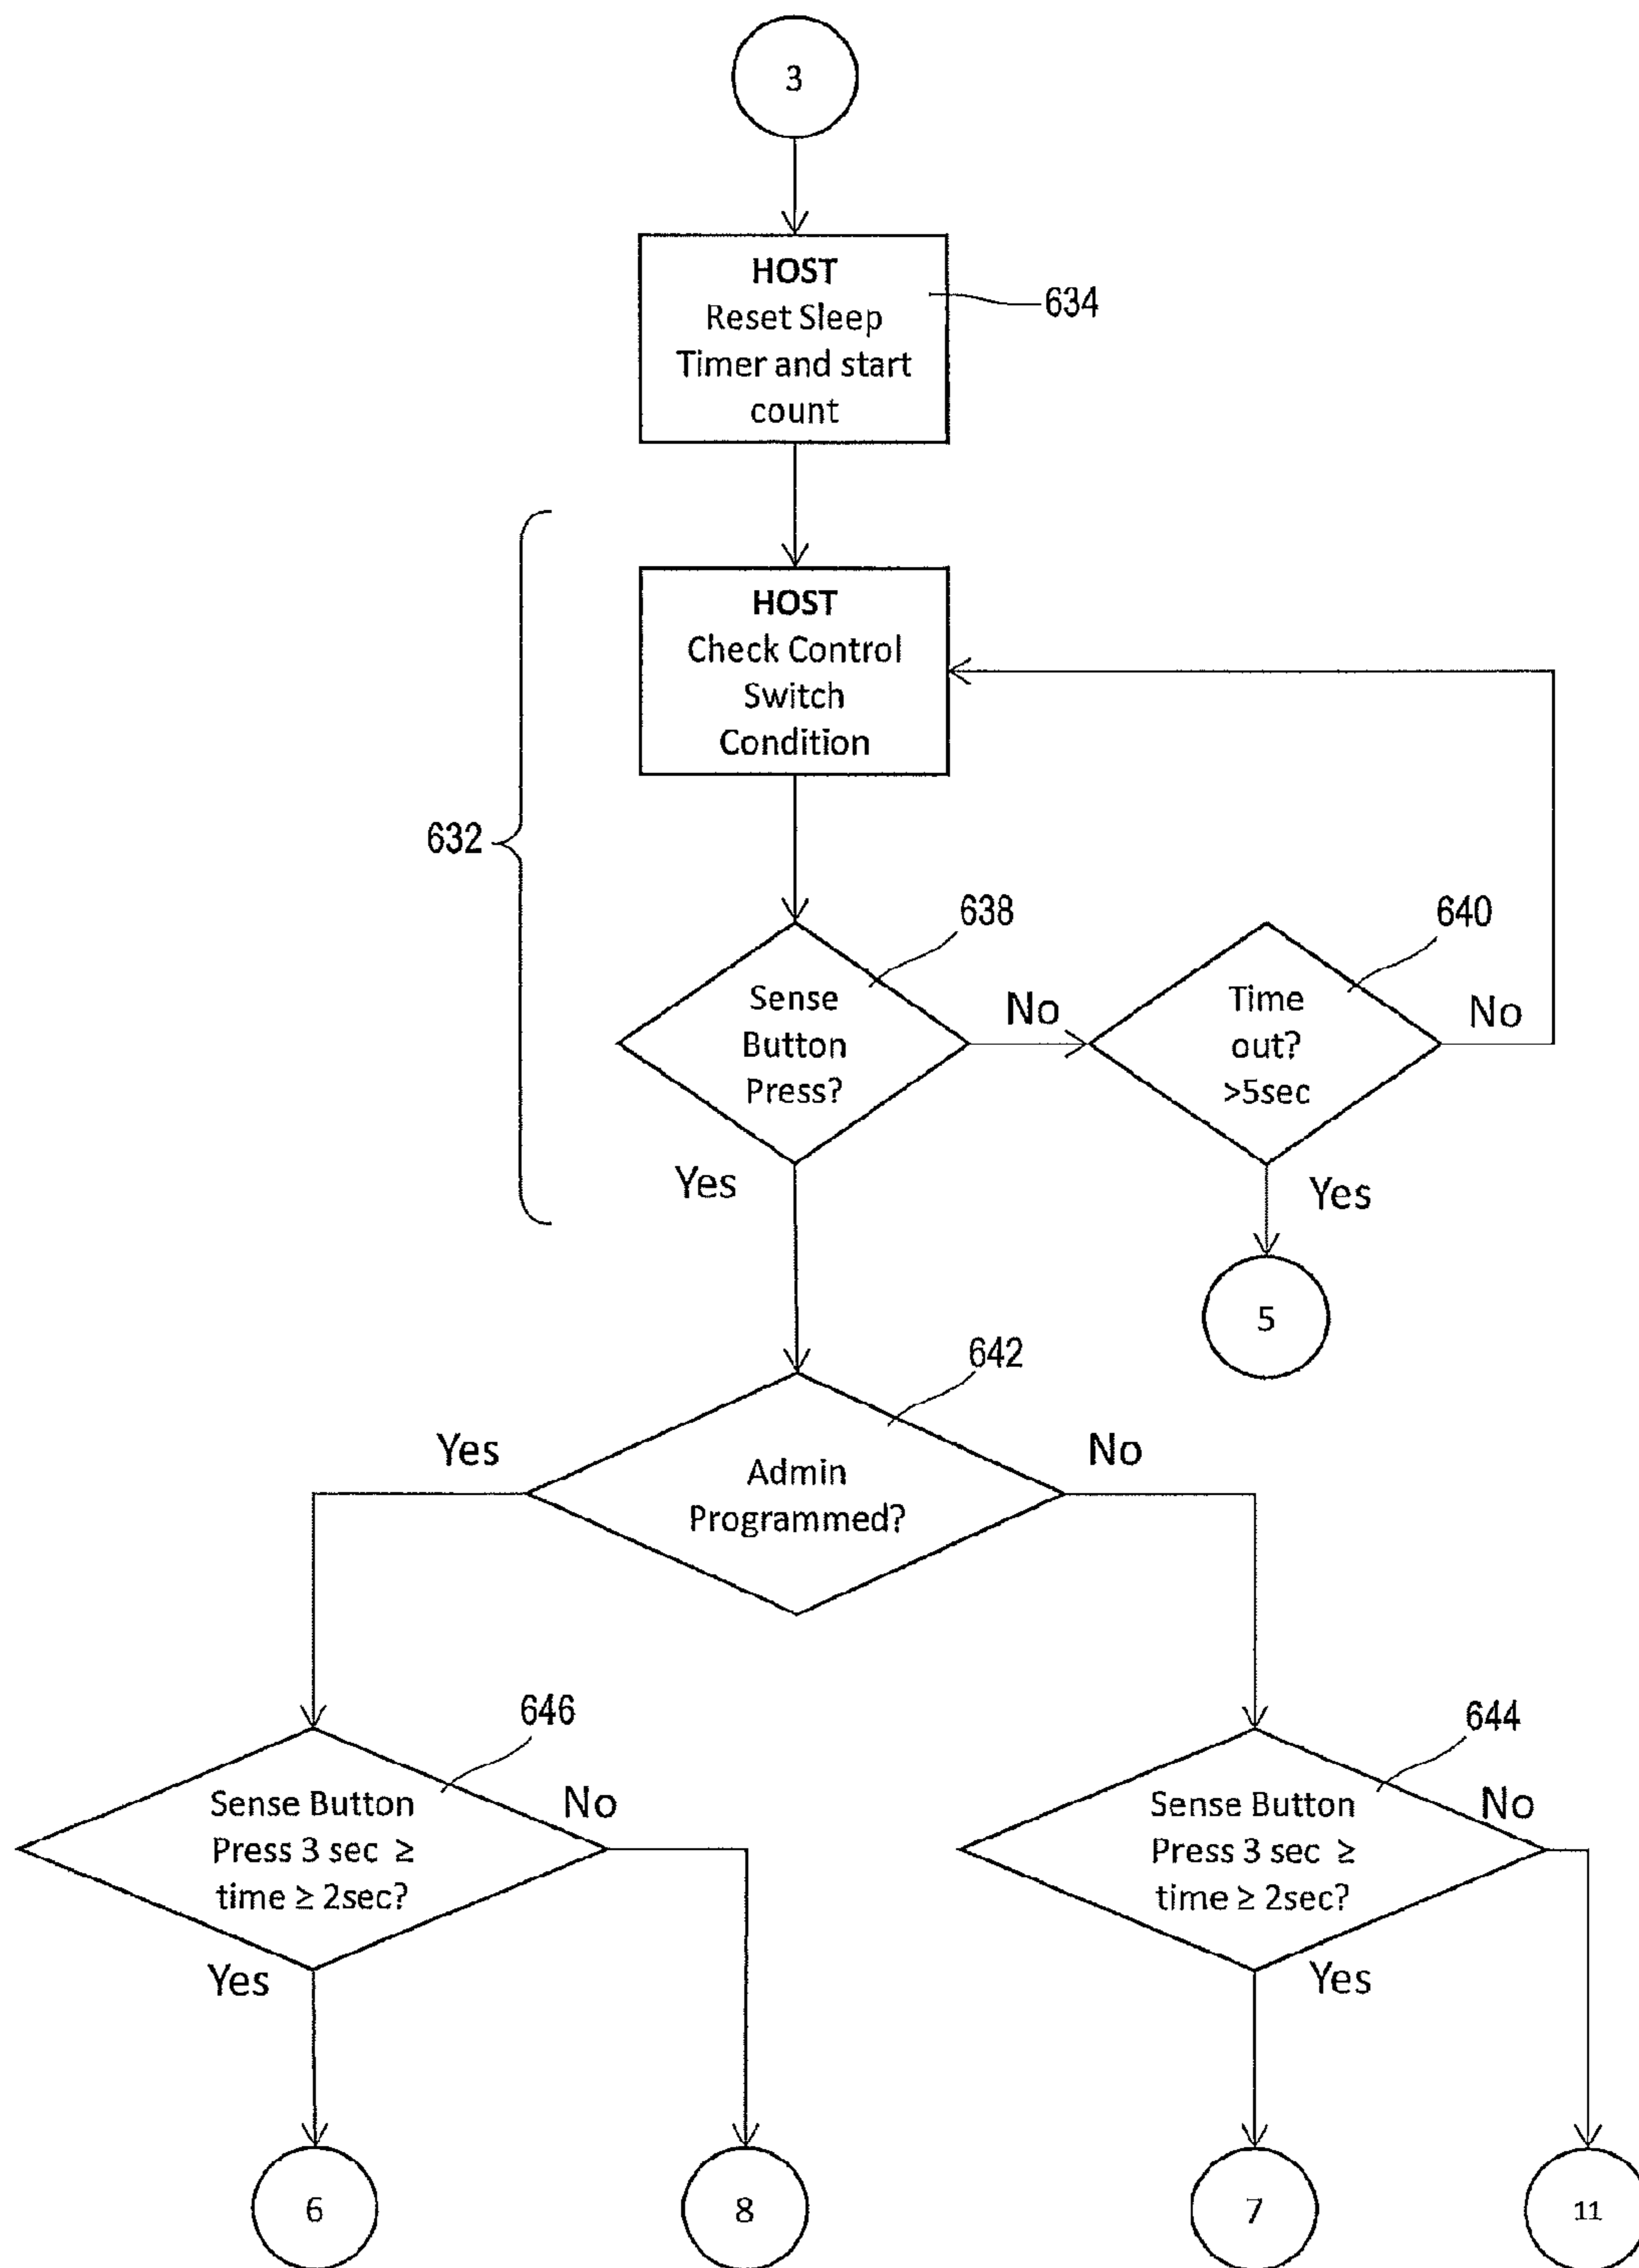 3
HOST
Reset Sleep
Timer and start
count
634
HOST
Check Control
Switch
Condition
632
638
640
Sense
Button
Press?
No
Time
out?
>5sec
No
Yes
Yes
5
642
Yes
No
Admin
Programmed?
646
644
Sense Button
Press 3 sec ≥
time ≥ 2sec?
No
Sense Button
Press 3 sec ≥
time ≥ 2sec?
No
Yes
Yes
6
8
7
11